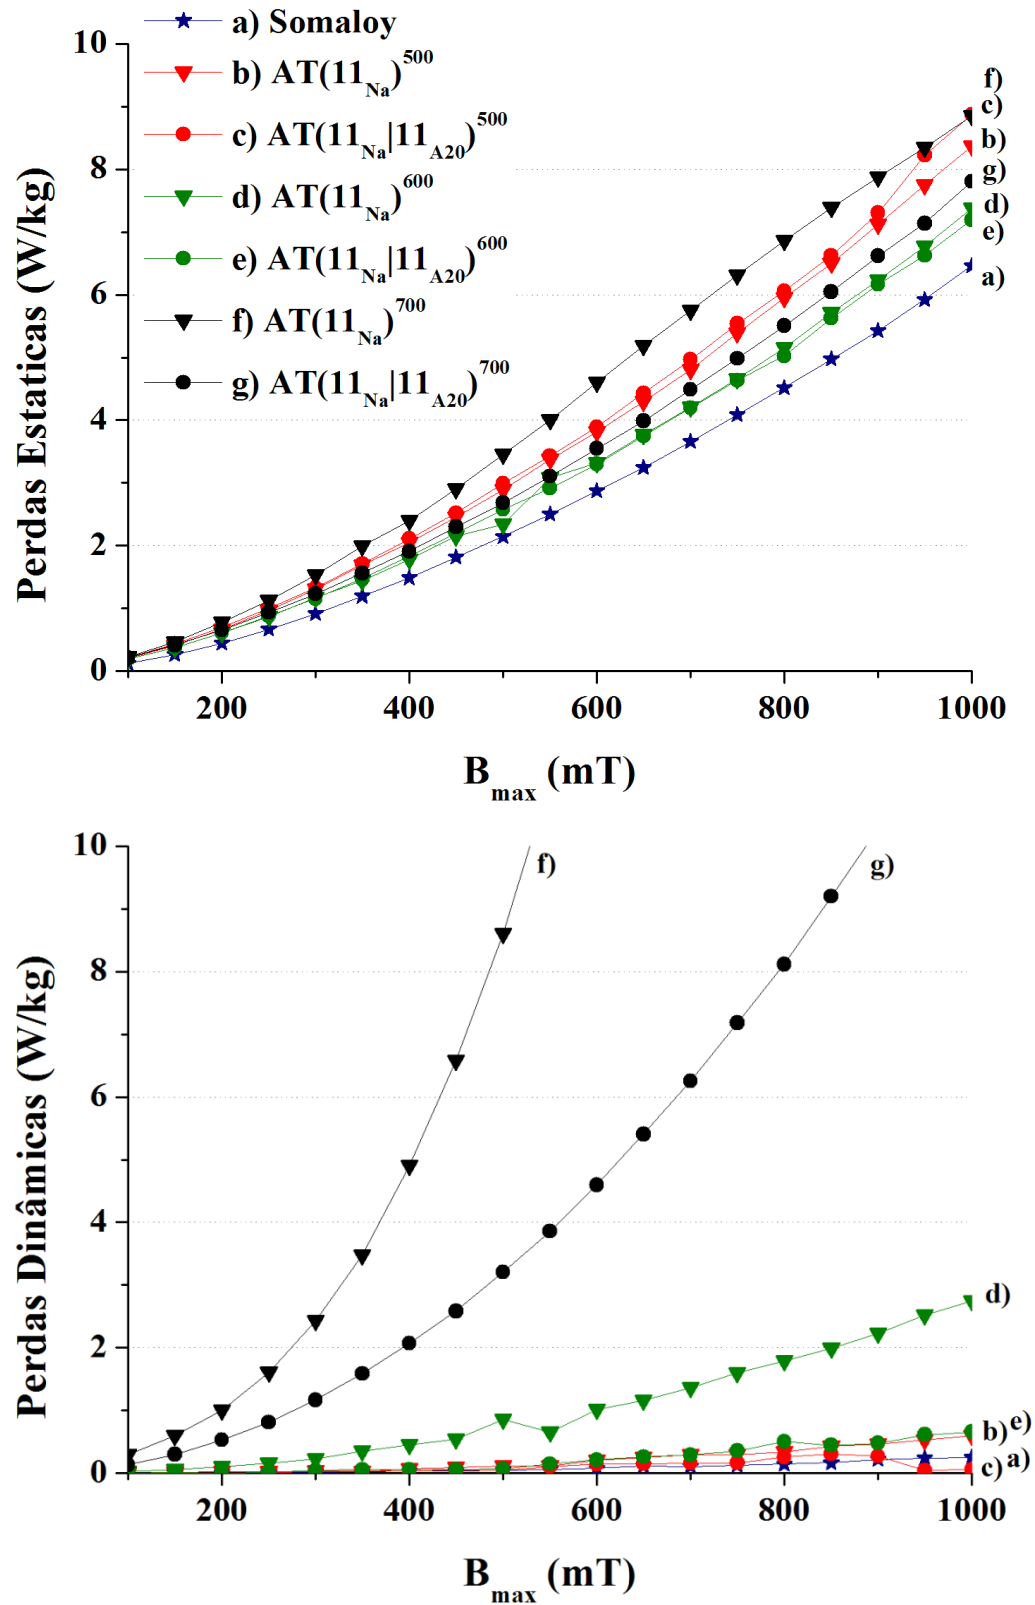 a) Somaloy
b) AT(11Na)500
c) AT(11Na|11A20)500
d) AT(11Na)600
e) AT(11Na|11A20)600
f) AT(11Na)700
g) AT(11Na|11A20)700
Perdas Estaticas (W/kg)
10
8
6
4
2
0
f)
c)
b)
g)
d)
e)
a)
200 400 600 800 1000
Bmax (mT)
Perdas Dinâmicas (W/kg)
10
8
6
4
2
0
f)
g)
d)
b) e)
c) a)
200 400 600 800 1000
Bmax (mT)